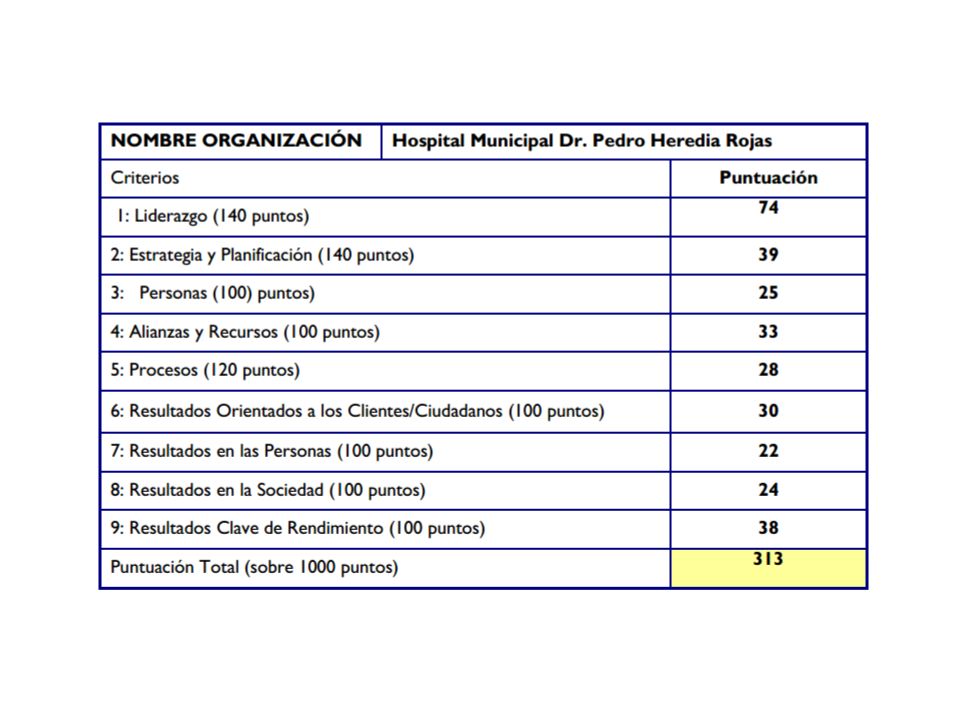 NOMBRE ORGANIZACIÓN Hospital Municipal Dr. Pedro Heredia Rojas
Criterios Puntuación
1: Liderazgo (140 puntos) 74
2: Estrategia y Planificación (140 puntos) 39
3: Personas (100) puntos) 25
4: Alianzas y Recursos (100 puntos) 33
5: Procesos (120 puntos) 28
6: Resultados Orientados a los Clientes/Ciudadanos (100 puntos) 30
7: Resultados en las Personas (100 puntos) 22
8: Resultados en la Sociedad (100 puntos) 24
9: Resultados Clave de Rendimiento (100 puntos) 38
Puntuación Total (sobre 1000 puntos) 313